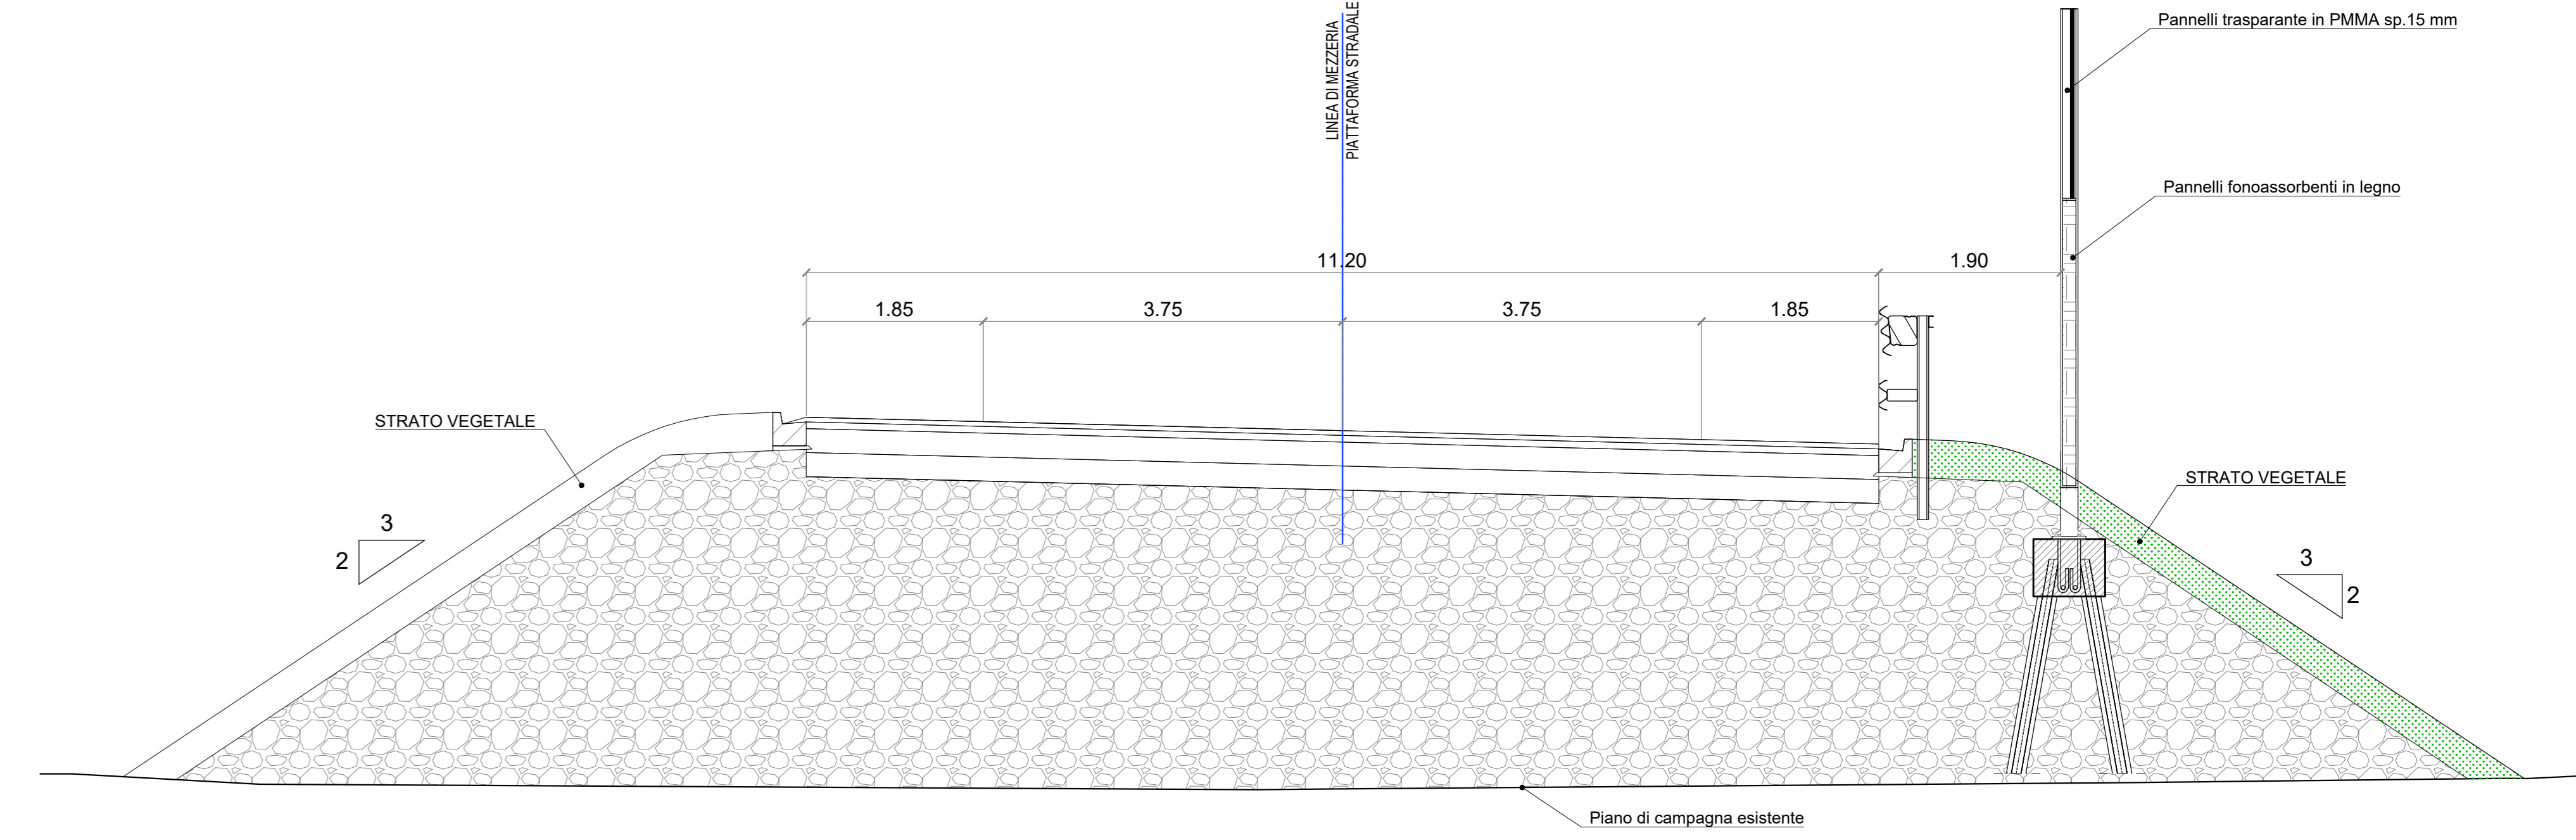 LINEA DI MEZZERIA
PIATTAFORMA STRADALE
Pannelli trasparante in PMMA sp.15 mm
Pannelli fonoassorbenti in legno
11.20
1.90
1.85
3.75
3.75
1.85
STRATO VEGETALE
STRATO VEGETALE
3
2
3
2
Piano di campagna esistente